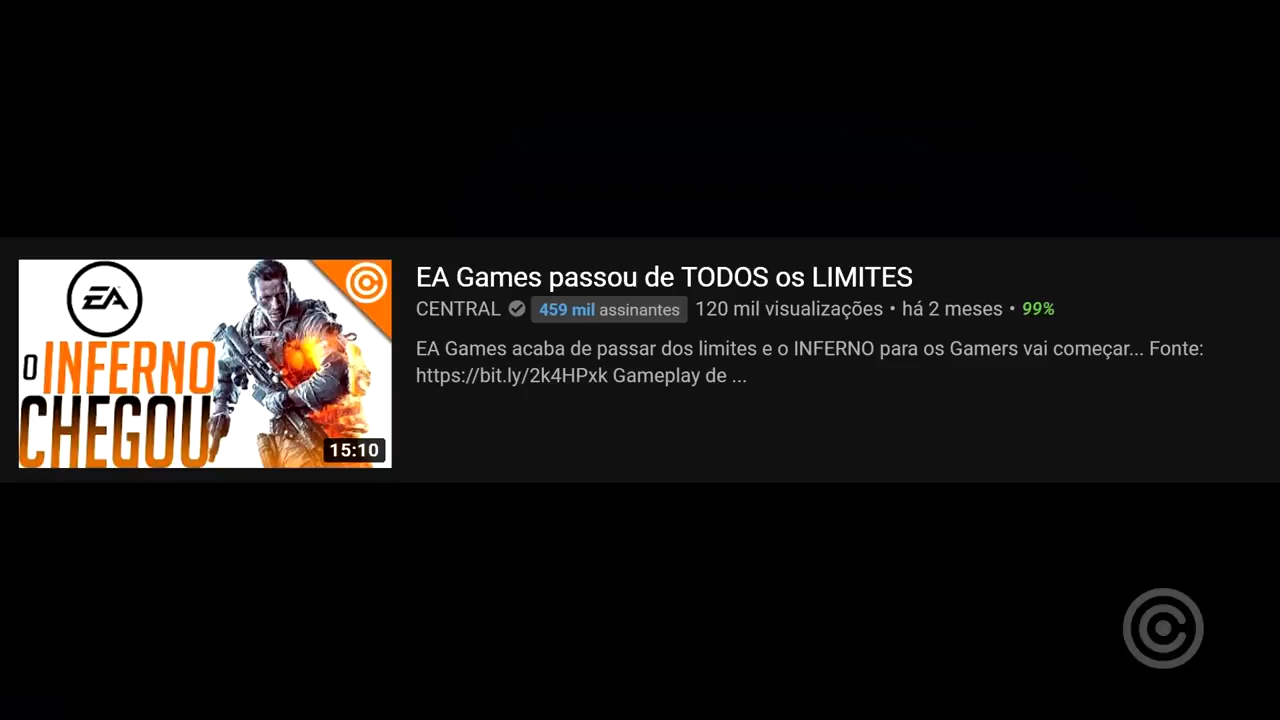 EA
O INFERNO
CHEGOU
15:10
EA Games passou de TODOS os LIMITES
CENTRAL 459 mil assinantes 120 mil visualizações • há 2 meses • 99%
EA Games acaba de passar dos limites e o INFERNO para os Gamers vai começar... Fonte:
https://bit.ly/2k4HPxk Gameplay de ...